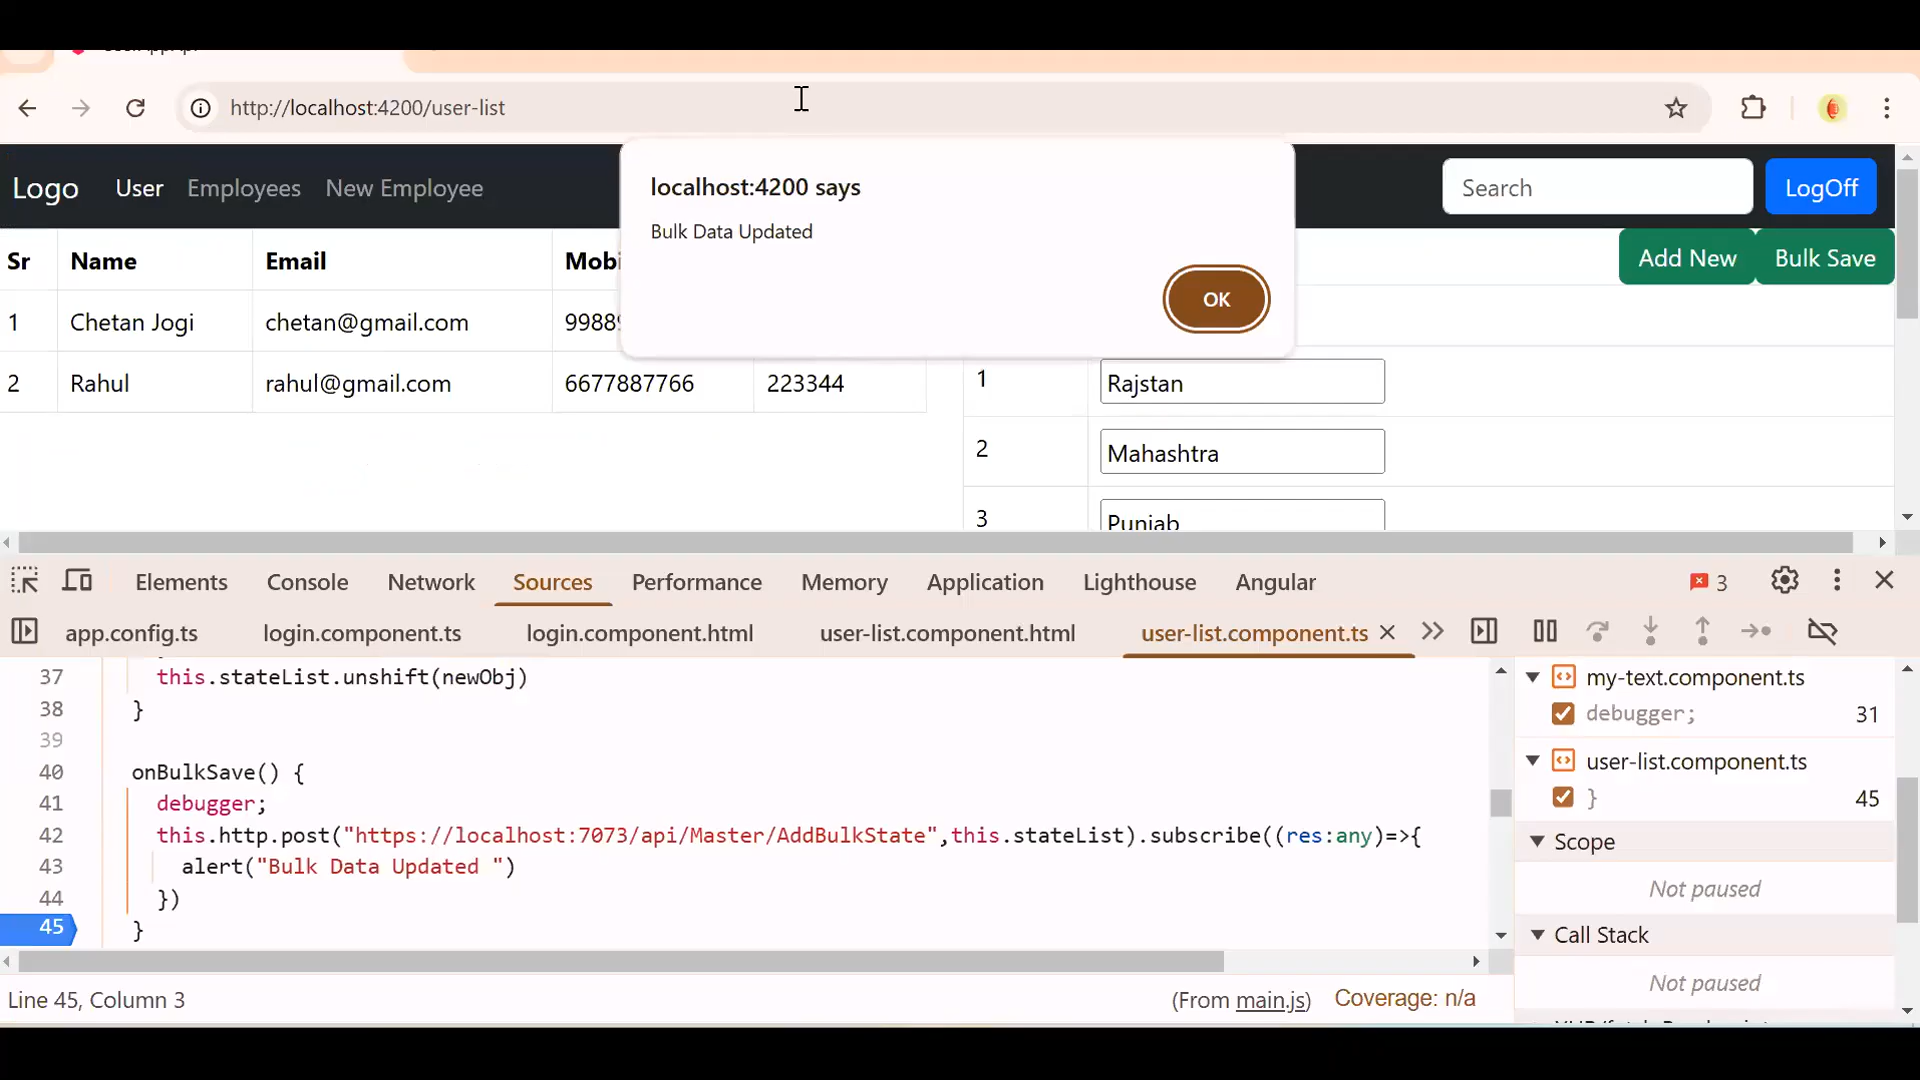 http://localhost:4200/user-list
localhost:4200 says
Bulk Data Updated
OK
Logo User Employees New Employee Search LogOff
Add New Bulk Save
Sr Name Email
1 Chetan Jogi chetan@gmail.com
2 Rahul rahul@gmail.com 6677887766 223344
1 Rajstan
2 Mahashtra
3 Punjab
Elements Console Network Sources Performance Memory Application Lighthouse Angular 3
app.config.ts login.component.ts login.component.html user-list.component.html user-list.component.ts
37 this.stateList.unshift(newObj)
38 }
39
40 onBulkSave() {
41 debugger;
42 this.http.post("https://localhost:7073/api/Master/AddBulkState",this.stateList).subscribe((res:any)=>{
43 alert("Bulk Data Updated ")
44 })
45 }
Line 45, Column 3 (From main.js) Coverage: n/a
my-text.component.ts
debugger; 31
user-list.component.ts
} 45
Scope
Not paused
Call Stack
Not paused